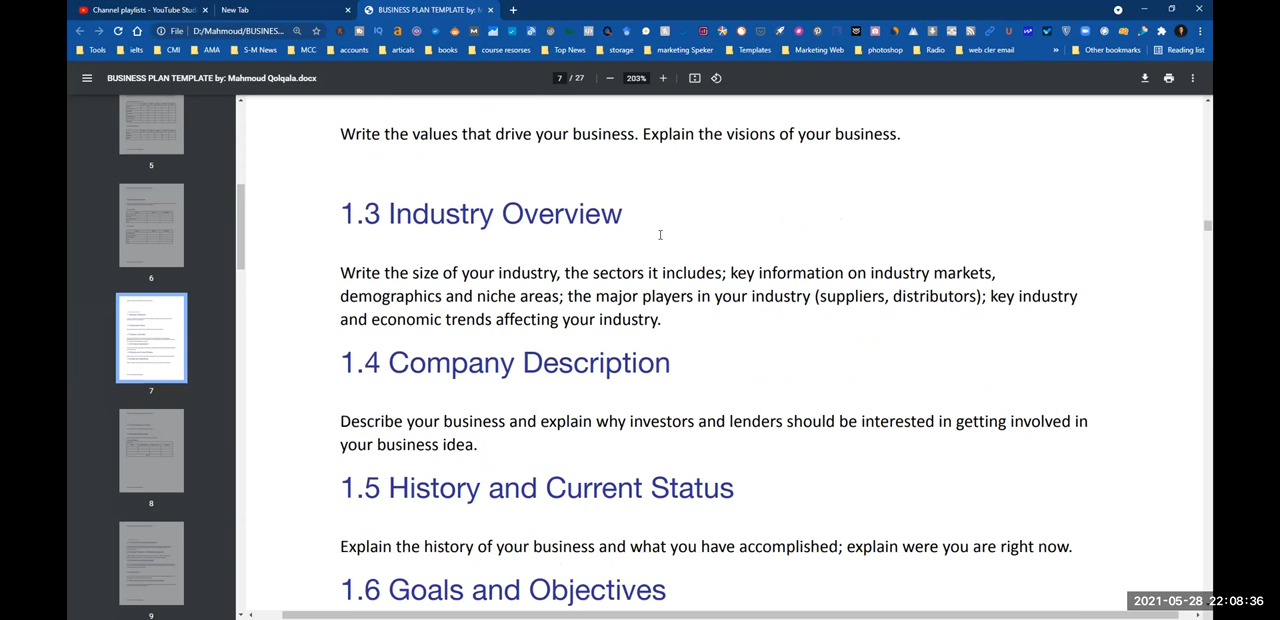 Channel playlists - YouTube Stud
New Tab
BUSINESS PLAN TEMPLATE by: M
File D:/Mahmoud/BUSINES...
Tools ielts CMI AMA S-M News MCC accounts articals books course resorses Top News storage marketing Speker Templates Marketing Web photoshop Radio web cler email » Other bookmarks Reading list
BUSINESS PLAN TEMPLATE by: Mahmoud Qolqala.docx 7 / 27 203%
Write the values that drive your business. Explain the visions of your business.
1.3 Industry Overview
Write the size of your industry, the sectors it includes; key information on industry markets,
demographics and niche areas; the major players in your industry (suppliers, distributors); key industry
and economic trends affecting your industry.
1.4 Company Description
Describe your business and explain why investors and lenders should be interested in getting involved in
your business idea.
1.5 History and Current Status
Explain the history of your business and what you have accomplished; explain were you are right now.
1.6 Goals and Objectives
5
6
7
8
9
2021-05-28 22:08:36